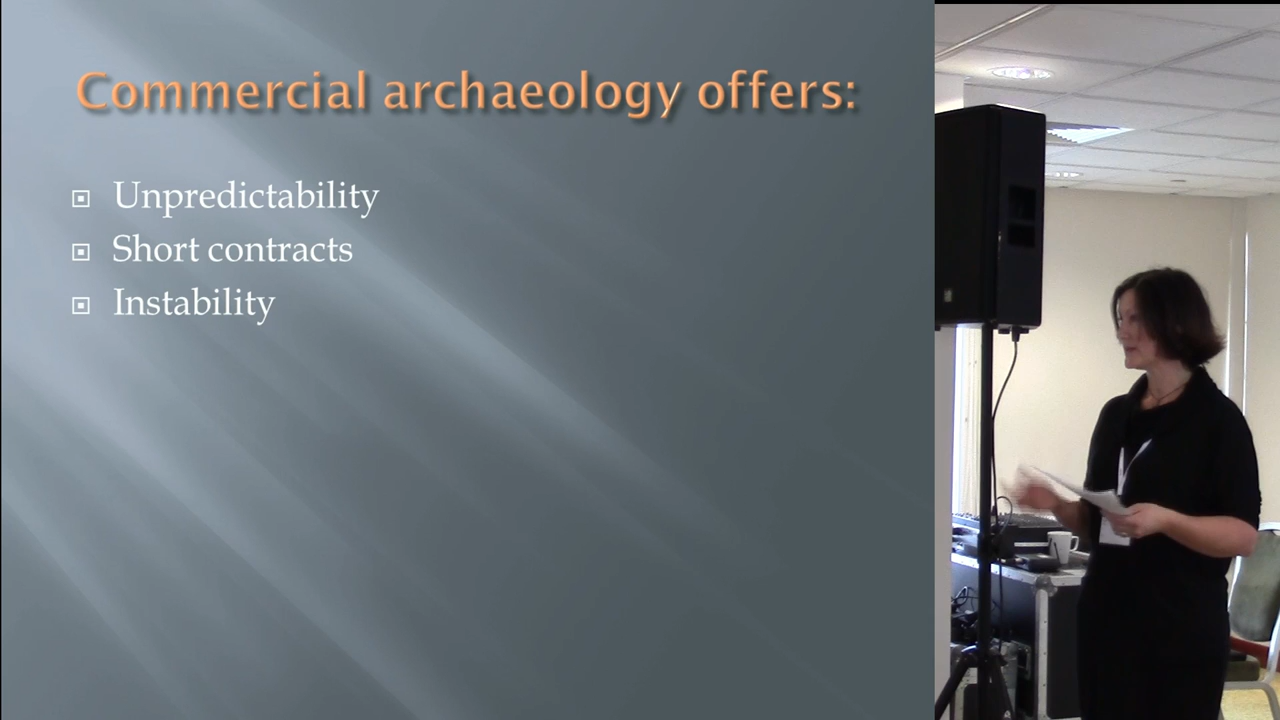 Commercial archaeology offers:
Unpredictability
Short contracts
Instability